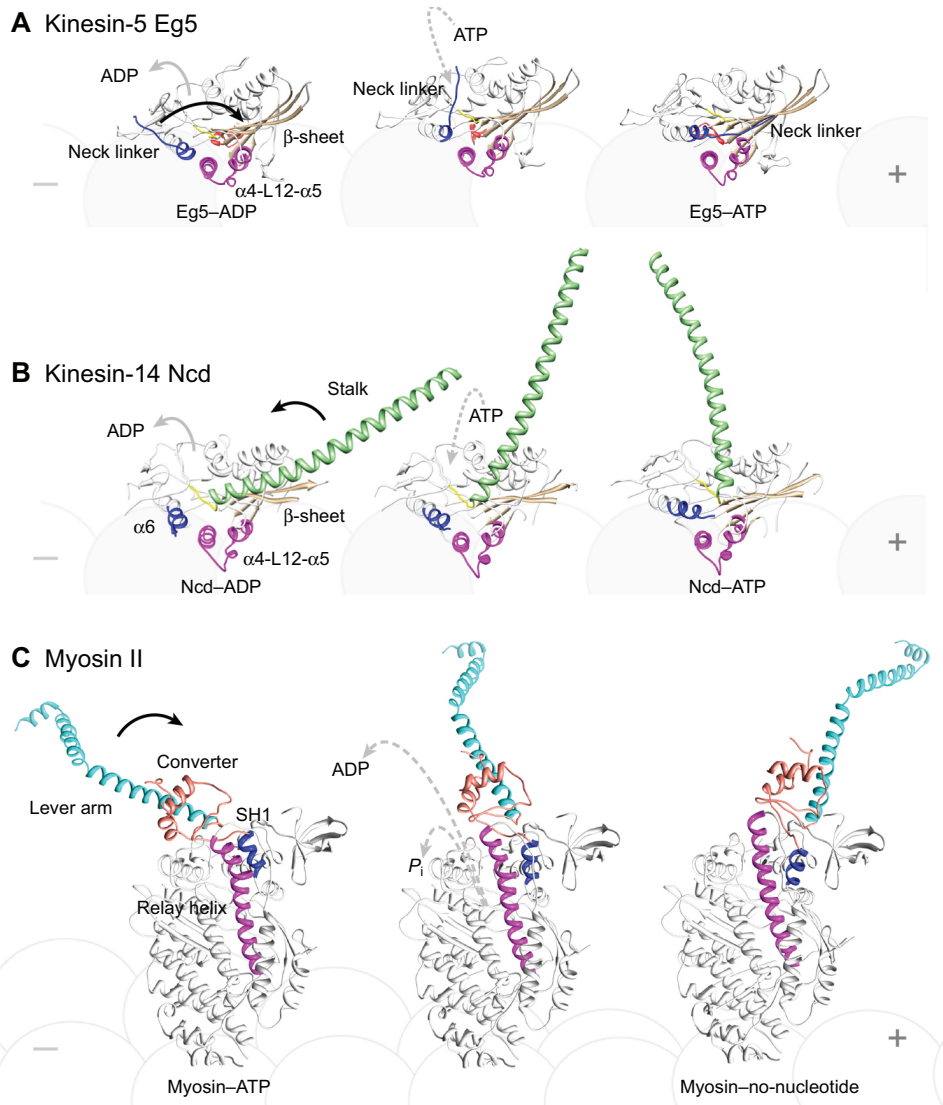 A Kinesin-5 Eg5
ADP
Neck linker
β-sheet
α4-L12-α5
Eg5–ADP
ATP
Neck linker
Neck linker
Eg5–ATP
−
+
B Kinesin-14 Ncd
Stalk
ADP
α6
β-sheet
α4-L12-α5
Ncd–ADP
ATP
Ncd–ATP
−
+
C Myosin II
Converter
Lever arm
SH1
Relay helix
Myosin–ATP
ADP
Pi
Myosin–no-nucleotide
−
+